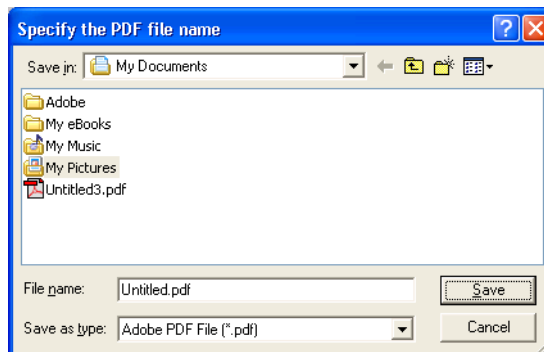 Specify the PDF file name
Save in: My Documents
Adobe
My eBooks
My Music
My Pictures
Untitled3.pdf
File name: Untitled.pdf Save
Save as type: Adobe PDF File (*.pdf) Cancel